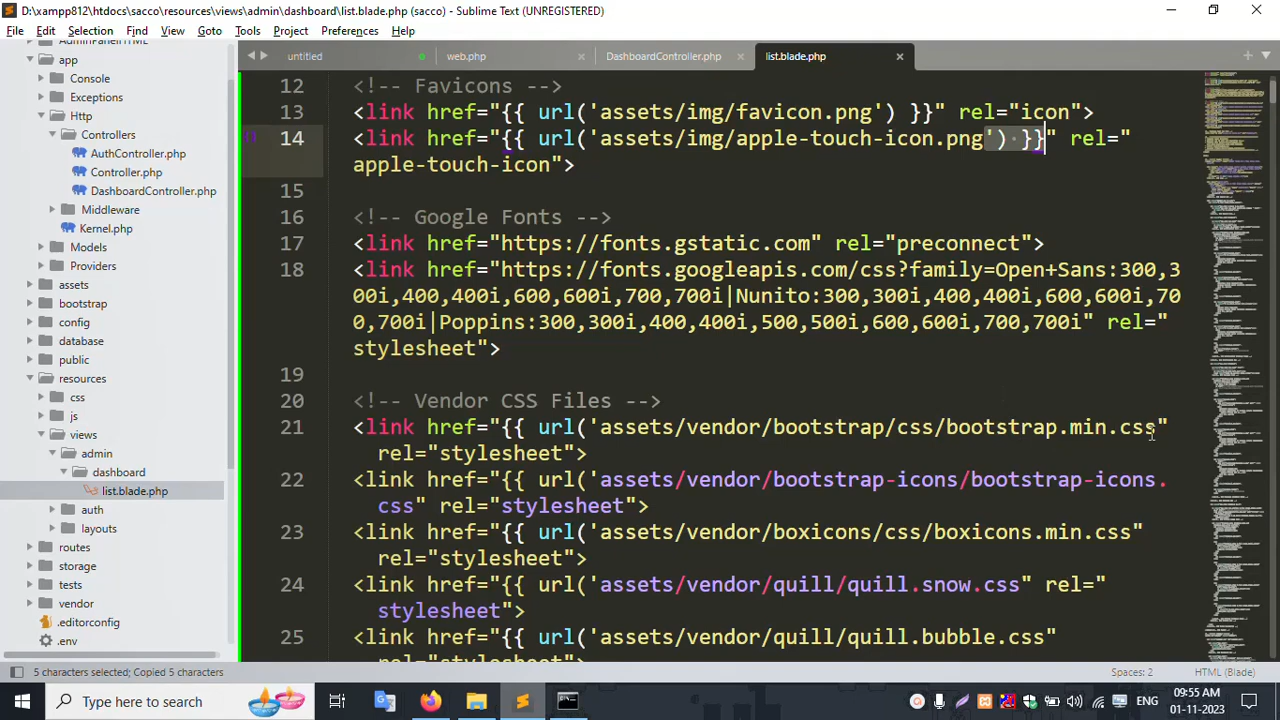 D:\xampp812\htdocs\sacco\resources\views\admin\dashboard\list.blade.php (sacco) - Sublime Text (UNREGISTERED)
File Edit Selection Find View Goto Tools Project Preferences Help
untitled web.php DashboardController.php list.blade.php
app
Console
Exceptions
Http
Controllers
AuthController.php
Controller.php
DashboardController.php
Middleware
Kernel.php
Models
Providers
assets
bootstrap
config
database
public
resources
css
js
views
admin
dashboard
list.blade.php
auth
layouts
routes
storage
tests
vendor
.editorconfig
.env
12 <!-- Favicons -->
13 <link href="{{ url('assets/img/favicon.png') }}" rel="icon">
14 <link href="{{ url('assets/img/apple-touch-icon.png') }}" rel="
apple-touch-icon">
15
16 <!-- Google Fonts -->
17 <link href="https://fonts.gstatic.com" rel="preconnect">
18 <link href="https://fonts.googleapis.com/css?family=Open+Sans:300,3
00i,400,400i,600,600i,700,700i|Nunito:300,300i,400,400i,600,600i,70
0,700i|Poppins:300,300i,400,400i,500,500i,600,600i,700,700i" rel="
stylesheet">
19
20 <!-- Vendor CSS Files -->
21 <link href="{{ url('assets/vendor/bootstrap/css/bootstrap.min.css"
rel="stylesheet">
22 <link href="{{ url('assets/vendor/bootstrap-icons/bootstrap-icons.
css" rel="stylesheet">
23 <link href="{{ url('assets/vendor/boxicons/css/boxicons.min.css"
rel="stylesheet">
24 <link href="{{ url('assets/vendor/quill/quill.snow.css" rel="
stylesheet">
25 <link href="{{ url('assets/vendor/quill/quill.bubble.css"
5 characters selected; Copied 5 characters Spaces: 2 HTML (Blade)
Type here to search ENG 09:55 AM
01-11-2023